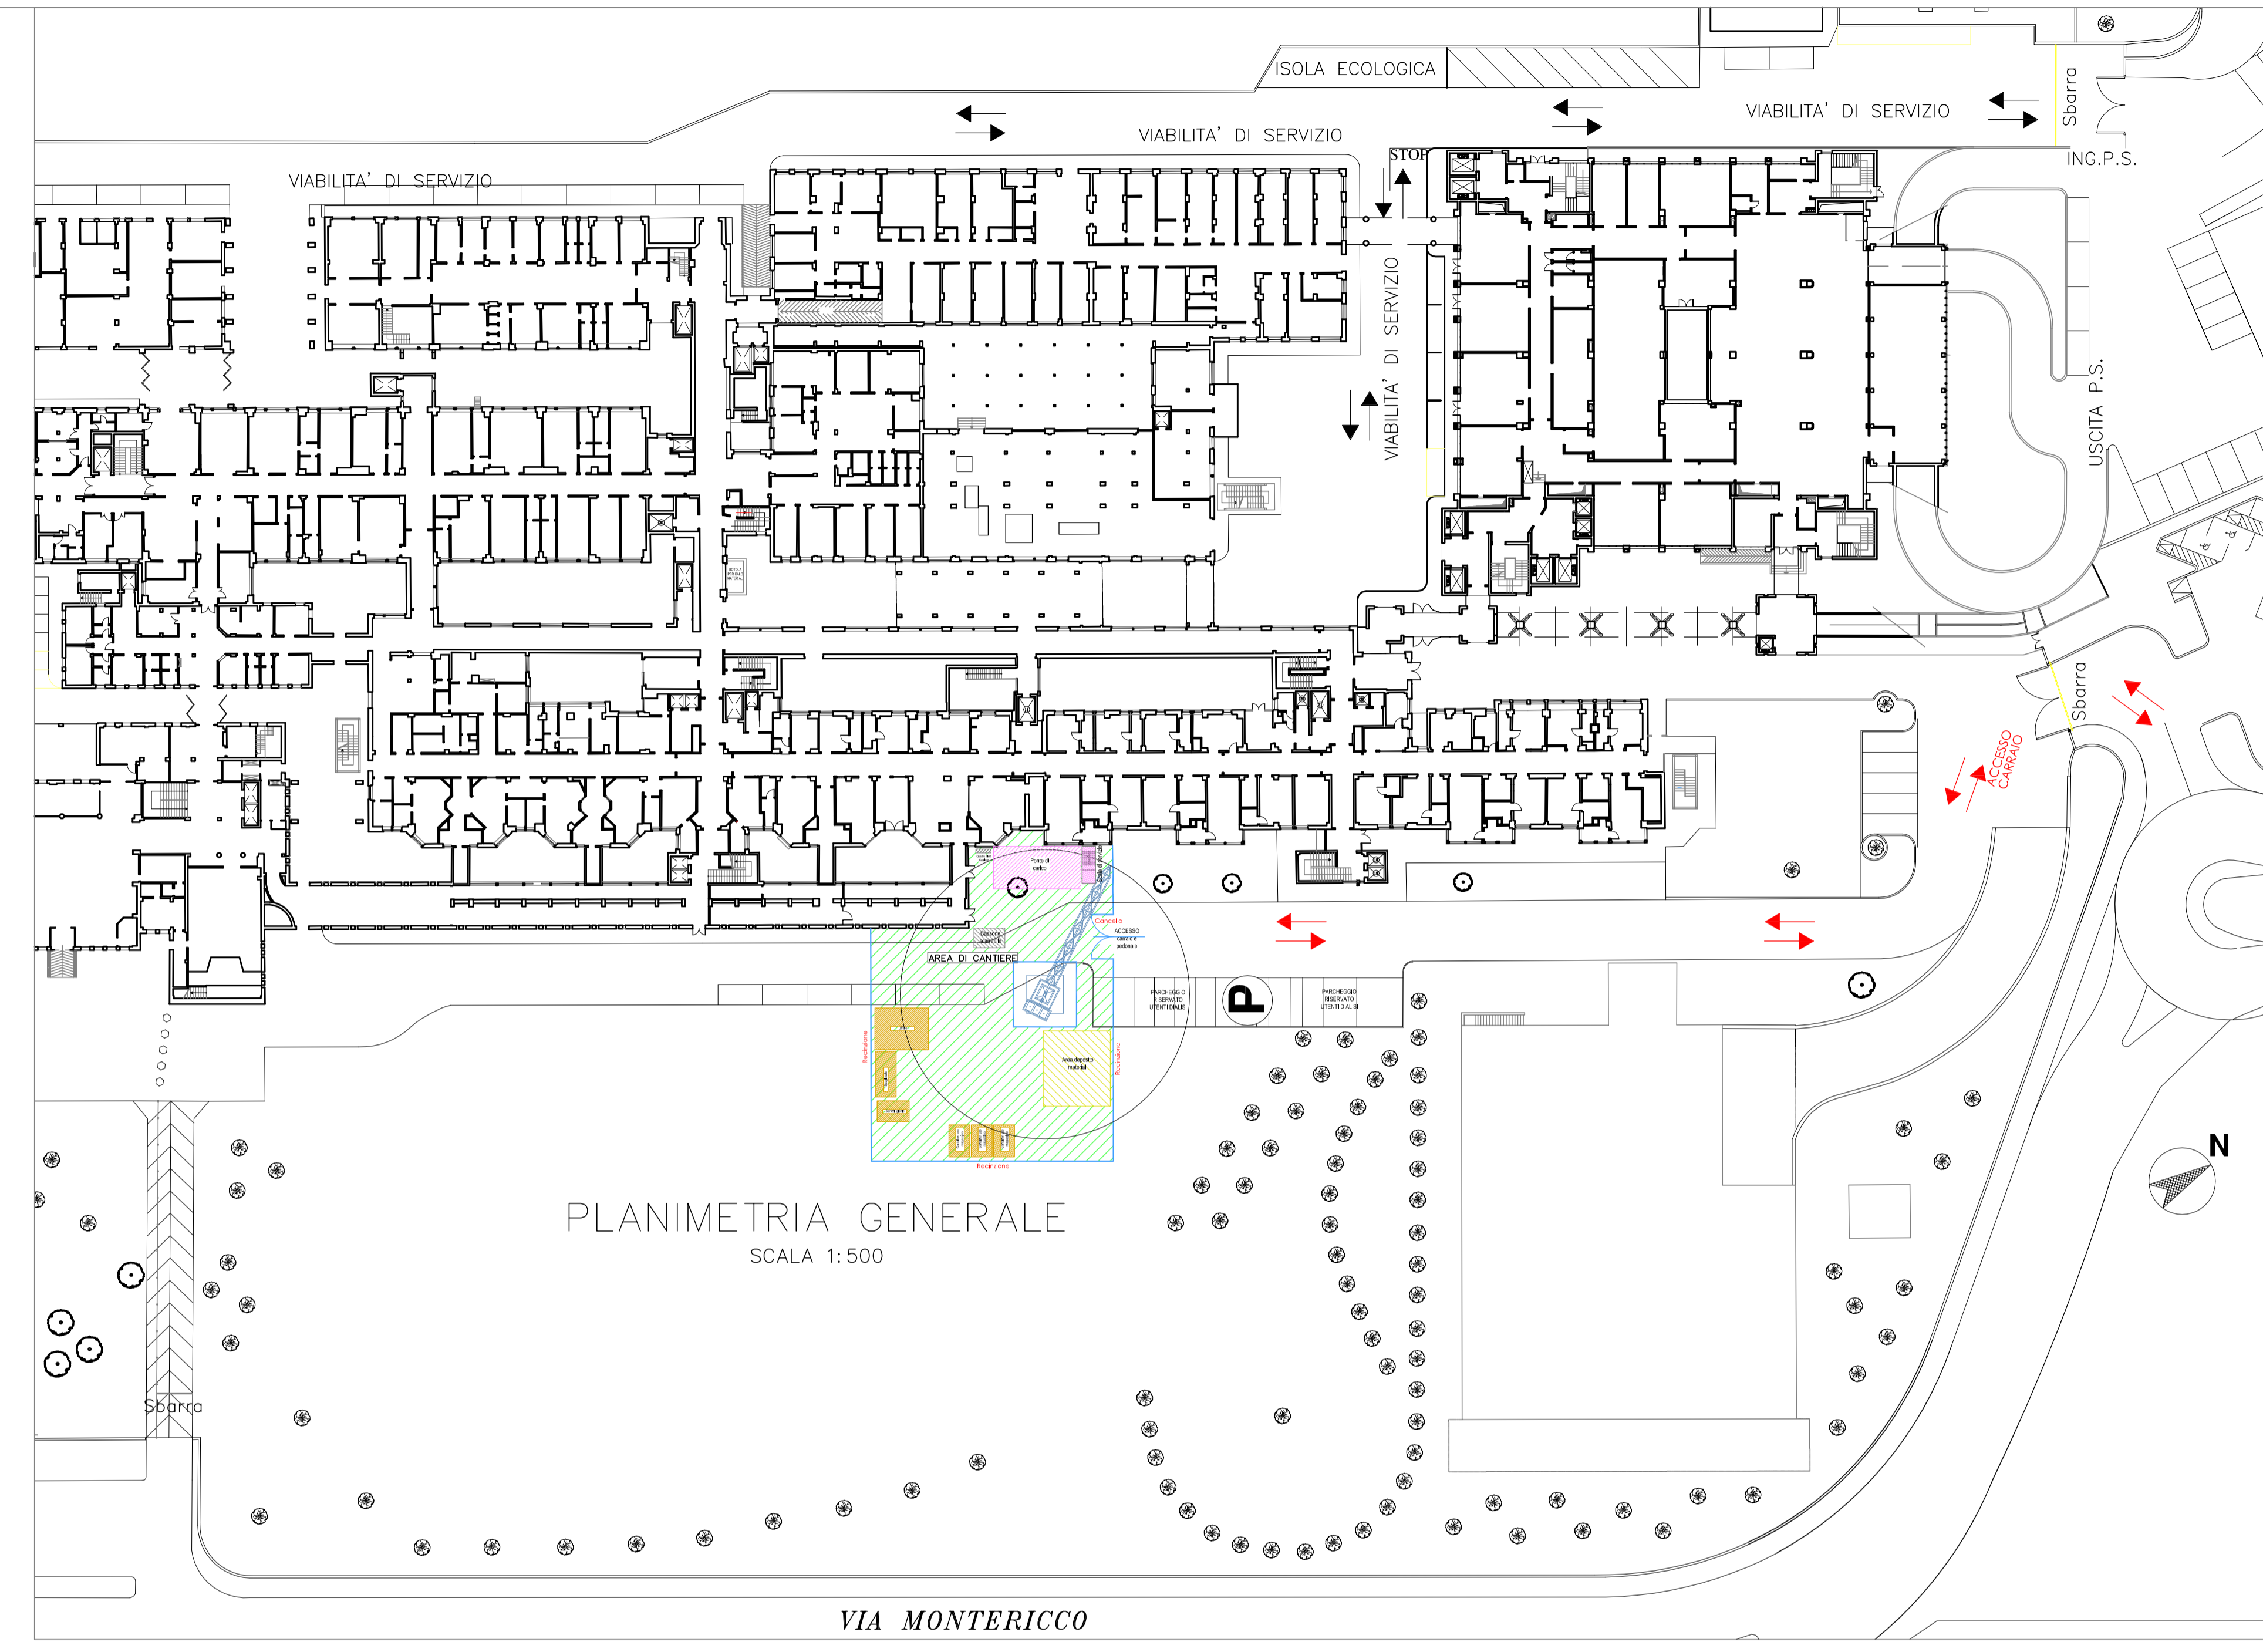 ISOLA ECOLOGICA
VIABILITA' DI SERVIZIO
Sbarra
VIABILITA' DI SERVIZIO
STOP
ING.P.S.
VIABILITA' DI SERVIZIO
VIABILITA' DI SERVIZIO
USCITA P.S.
Sbarra
ACCESSO
CARRAIO
Ponte di
carico
Cancello
ACCESSO
carraio e
pedonale
AREA DI CANTIERE
PARCHEGGIO
RISERVATO
UTENTI DIALISI
P
PARCHEGGIO
RISERVATO
UTENTI DIALISI
Recinzione
Area deposito
materiali
Recinzione
Recinzione
N
PLANIMETRIA GENERALE
SCALA 1:500
Sbarra
VIA MONTERICCO